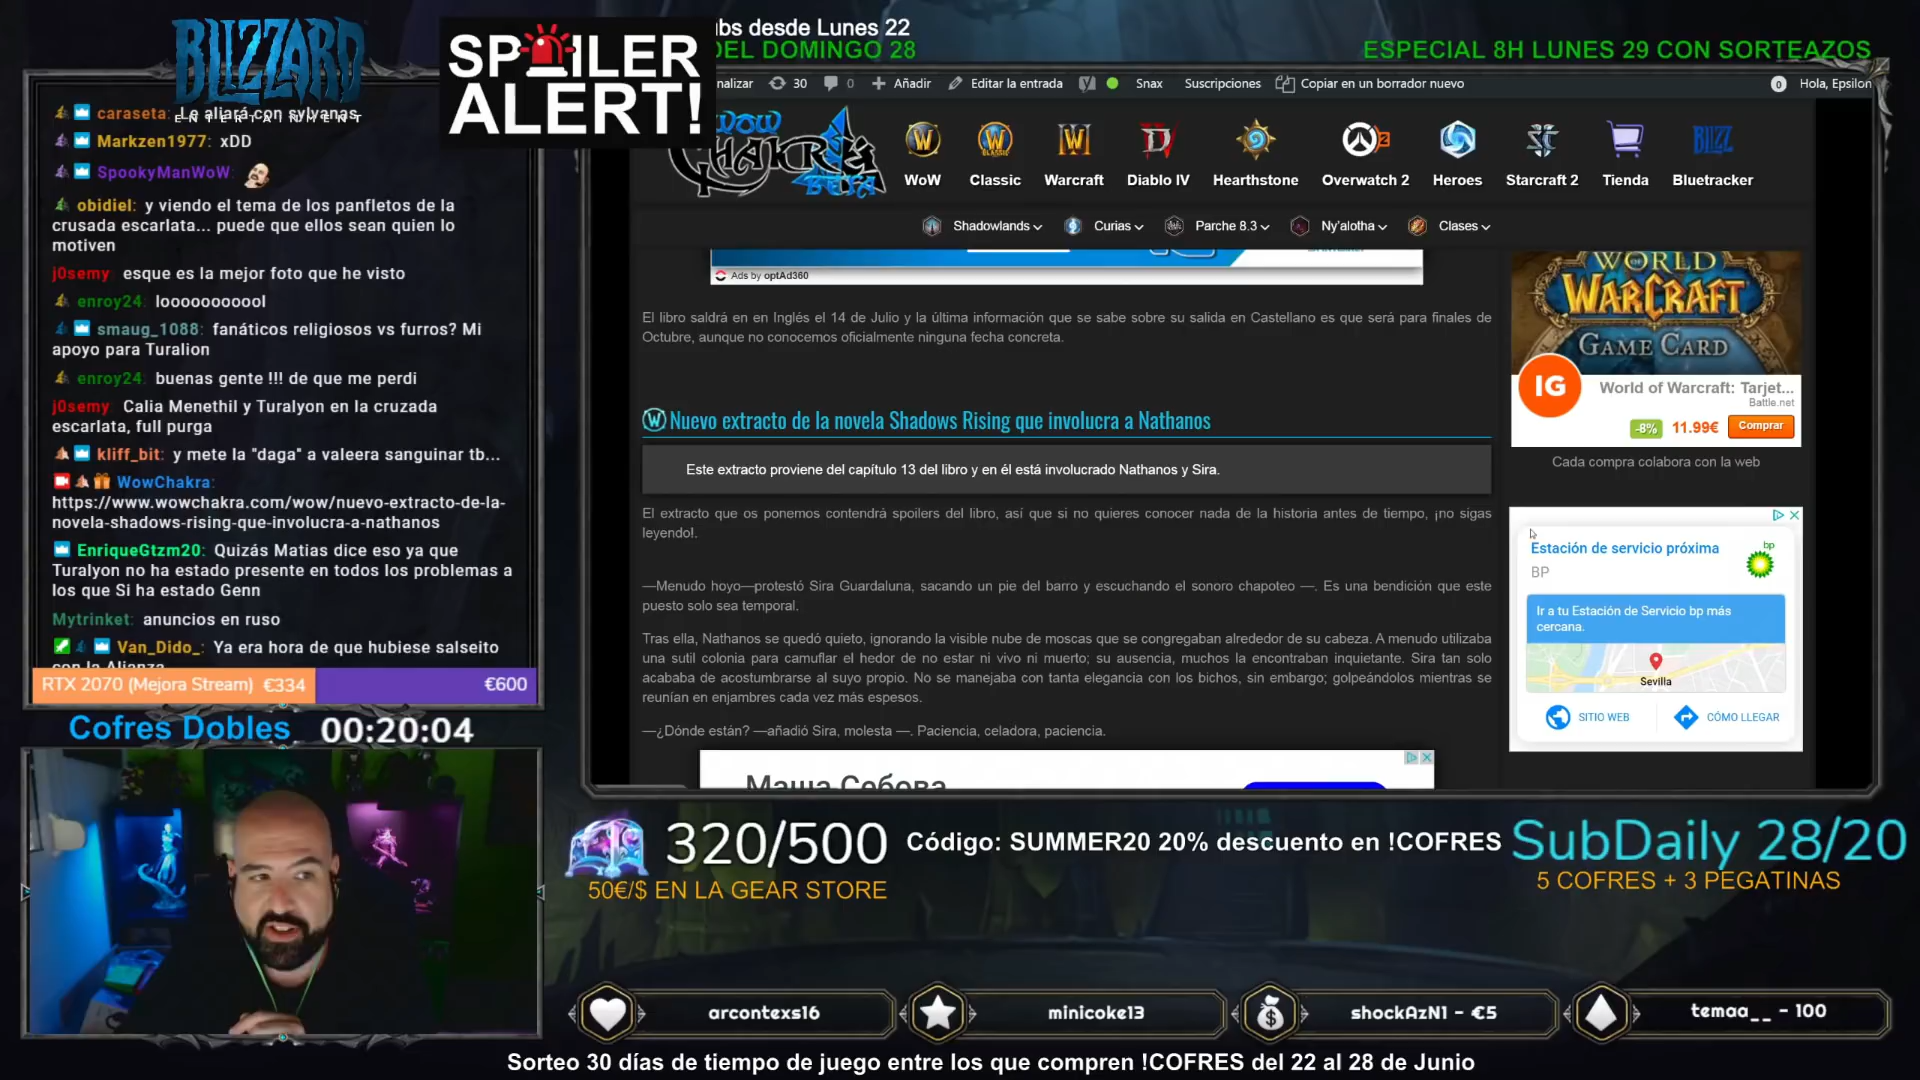 BLIZZARD
ENTERTAINMENT
SPOILER
ALERT!
bs desde Lunes 22
DEL DOMINGO 28
ESPECIAL 8H LUNES 29 CON SORTEAZOS
nalizar 30 0 Añadir Editar la entrada Snax Suscripciones Copiar en un borrador nuevo 0 Hola, Epsilon
WOW
CHAKRA
BETA
WoW Classic Warcraft Diablo IV Hearthstone Overwatch 2 Heroes Starcraft 2 Tienda Bluetracker
Shadowlands Curias Parche 8.3 Ny'alotha Clases
caraseta: Le aliará con sylvanas
Markzen1977: xDD
SpookyManWoW:
obidiel: y viendo el tema de los panfletos de la
crusada escarlata... puede que ellos sean quien lo
motiven
j0semy: esque es la mejor foto que he visto
enroy24: looooooooool
smaug_1088: fanáticos religiosos vs furros? Mi
apoyo para Turalion
enroy24: buenas gente !!! de que me perdi
j0semy: Calia Menethil y Turalyon en la cruzada
escarlata, full purga
kliff_bit: y mete la "daga" a valeera sanguinar tb...
WowChakra:
https://www.wowchakra.com/wow/nuevo-extracto-de-la-
novela-shadows-rising-que-involucra-a-nathanos
EnriqueGtzm20: Quizás Matias dice eso ya que
Turalyon no ha estado presente en todos los problemas a
los que Si ha estado Genn
Mytrinket: anuncios en ruso
Van_Dido_: Ya era hora de que hubiese salseito
con la Alianza
RTX 2070 (Mejora Stream) €334 €600
Cofres Dobles 00:20:04
Ads by optAd360
El libro saldrá en en Inglés el 14 de Julio y la última información que se sabe sobre su salida en Castellano es que será para finales de
Octubre, aunque no conocemos oficialmente ninguna fecha concreta.
Nuevo extracto de la novela Shadows Rising que involucra a Nathanos
Este extracto proviene del capítulo 13 del libro y en él está involucrado Nathanos y Sira.
El extracto que os ponemos contendrá spoilers del libro, así que si no quieres conocer nada de la historia antes de tiempo, ¡no sigas
leyendo!.
—Menudo hoyo—protestó Sira Guardaluna, sacando un pie del barro y escuchando el sonoro chapoteo —. Es una bendición que este
puesto solo sea temporal.
Tras ella, Nathanos se quedó quieto, ignorando la visible nube de moscas que se congregaban alrededor de su cabeza. A menudo utilizaba
una sutil colonia para camuflar el hedor de no estar ni vivo ni muerto; su ausencia, muchos la encontraban inquietante. Sira tan solo
acababa de acostumbrarse al suyo propio. No se manejaba con tanta elegancia con los bichos, sin embargo; golpeándolos mientras se
reunían en enjambres cada vez más espesos.
—¿Dónde están? —añadió Sira, molesta —. Paciencia, celadora, paciencia.
Маша Собова
WORLD
WARCRAFT
GAME CARD
IG
World of Warcraft: Tarjet...
Battle.net
-8% 11.99€ Comprar
Cada compra colabora con la web
Estación de servicio próxima
BP
bp
Ir a tu Estación de Servicio bp más
cercana.
Sevilla
SITIO WEB CÓMO LLEGAR
320/500
50€/$ EN LA GEAR STORE
Código: SUMMER20 20% descuento en !COFRES
SubDaily 28/20
5 COFRES + 3 PEGATINAS
arcontexs16 minicoke13 shockAzN1 - €5 temaa__ - 100
Sorteo 30 días de tiempo de juego entre los que compren !COFRES del 22 al 28 de Junio